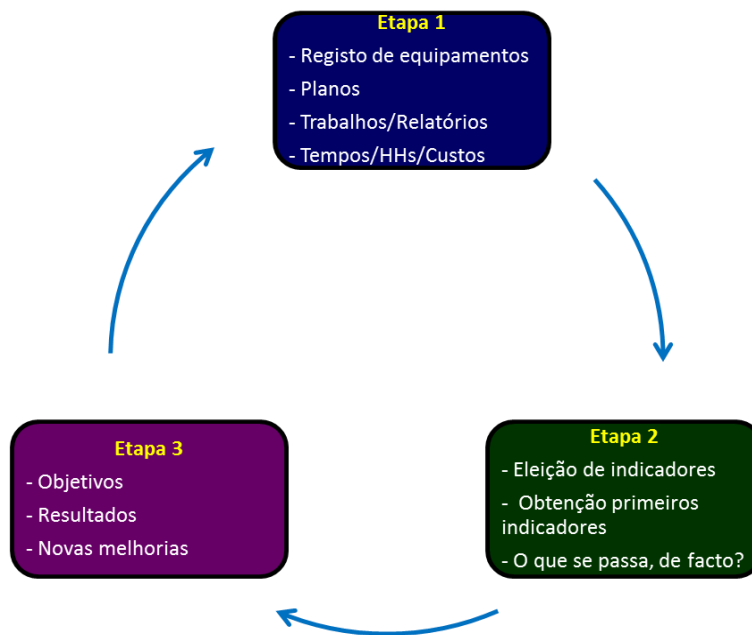 Etapa 1
- Registo de equipamentos
- Planos
- Trabalhos/Relatórios
- Tempos/HHs/Custos
Etapa 2
- Eleição de indicadores
-  Obtenção primeiros
indicadores
- O que se passa, de facto?
Etapa 3
- Objetivos
- Resultados
- Novas melhorias